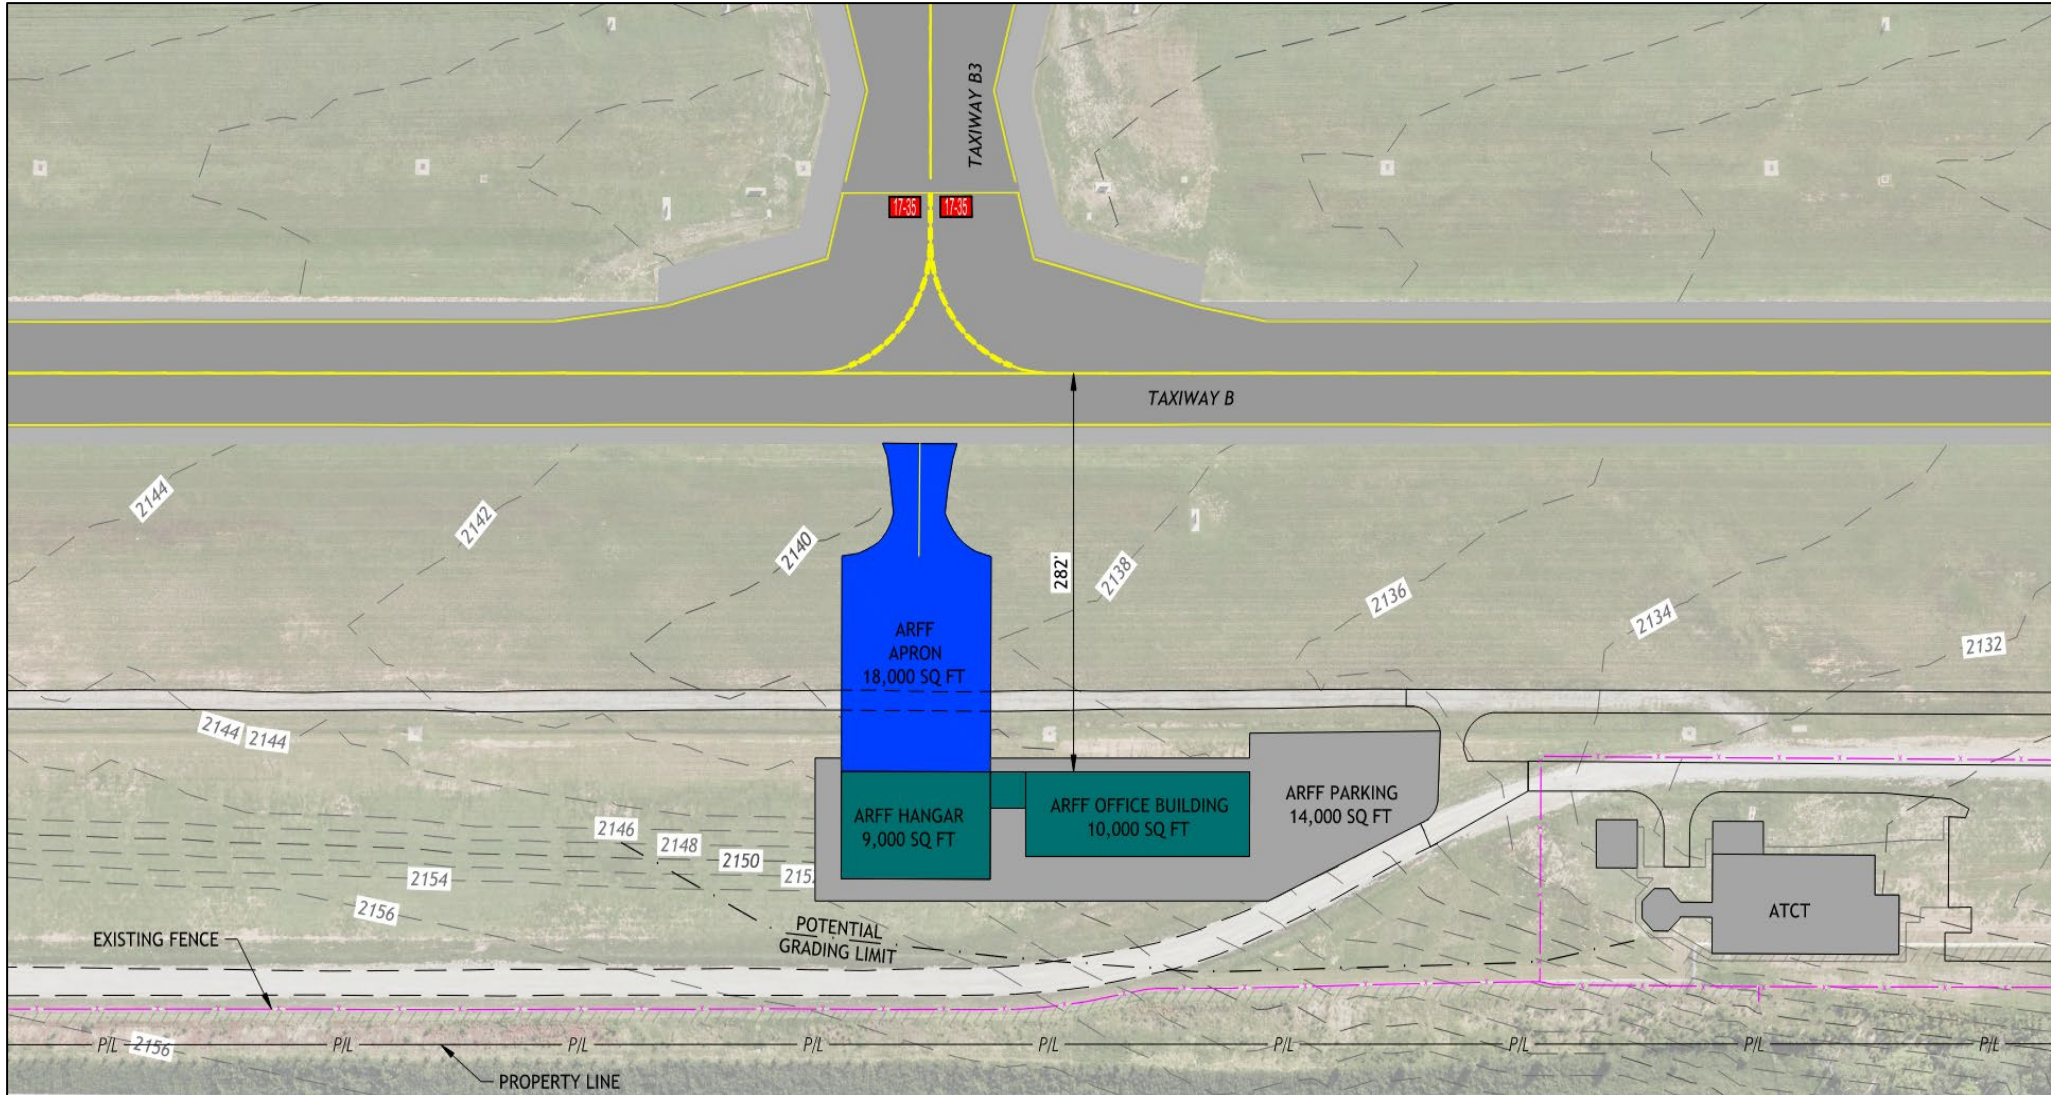 TAXIWAY B3
17-35
17-35
TAXIWAY B
2144
2142
2140
282'
2138
2136
2134
2132
ARFF
APRON
18,000 SQ FT
2144
2144
ARFF HANGAR
9,000 SQ FT
ARFF OFFICE BUILDING
10,000 SQ FT
ARFF PARKING
14,000 SQ FT
2146
2148
2150
2154
2156
ATCT
POTENTIAL
GRADING LIMIT
EXISTING FENCE
P/L
2156
P/L
P/L
P/L
P/L
P/L
P/L
P/L
P/L
PROPERTY LINE